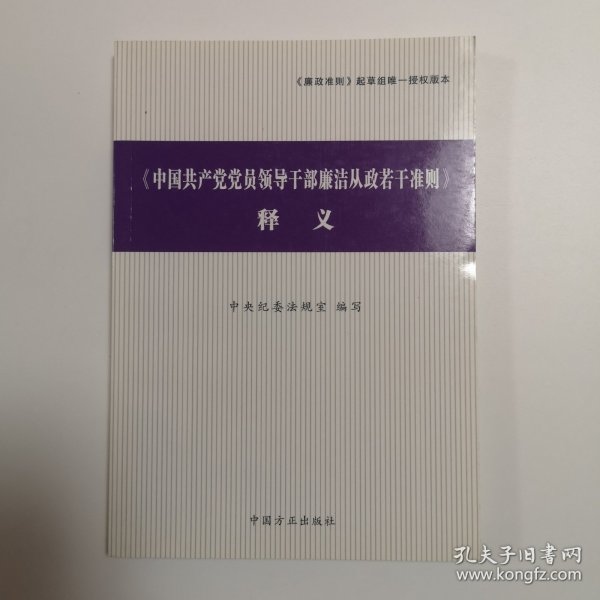 《廉政准则》起草组唯一授权版本
《中国共产党党员领导干部廉洁从政若干准则》
释 义
中央纪委法规室 编写
中国方正出版社
孔夫子旧书网
www.kongfz.com